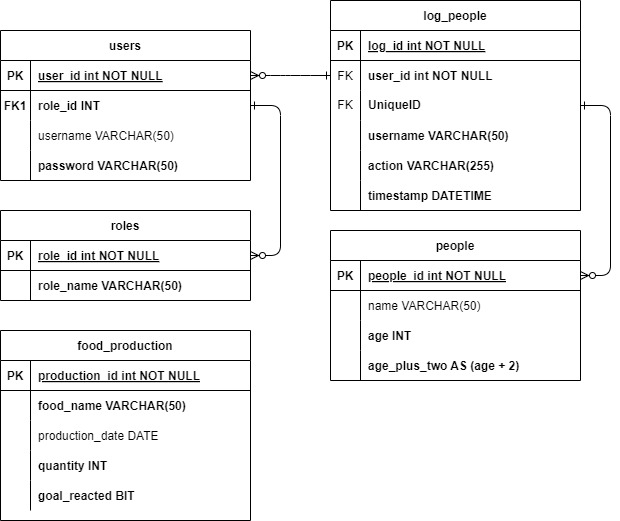 users
PK user_id int NOT NULL
FK1 role_id INT
username VARCHAR(50)
password VARCHAR(50)
roles
PK role_id int NOT NULL
role_name VARCHAR(50)
food_production
PK production_id int NOT NULL
food_name VARCHAR(50)
production_date DATE
quantity INT
goal_reacted BIT
log_people
PK log_id int NOT NULL
FK user_id int NOT NULL
FK UniqueID
username VARCHAR(50)
action VARCHAR(255)
timestamp DATETIME
people
PK people_id int NOT NULL
name VARCHAR(50)
age INT
age_plus_two AS (age + 2)